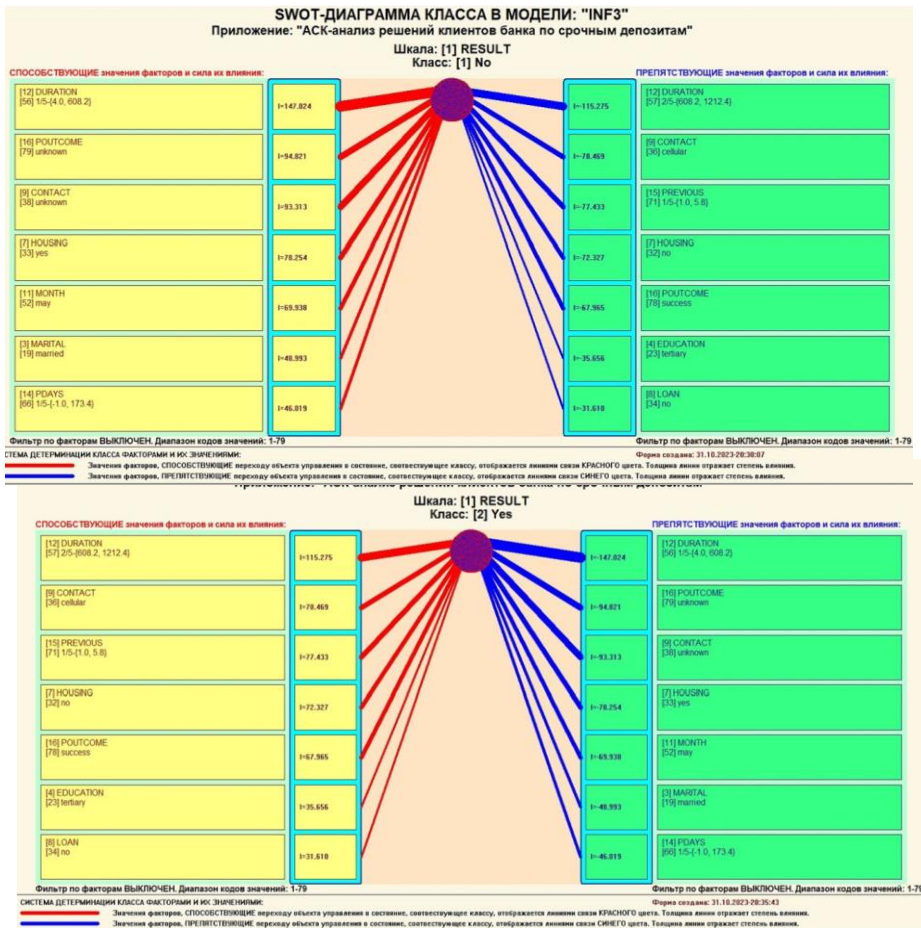 SWOT-ДИАГРАММА КЛАССА В МОДЕЛИ: "INF3"
Приложение: "АСК-анализ решений клиентов банка по срочным депозитам"
Шкала: [1] RESULT
Класс: [1] No
СПОСОБСТВУЮЩИЕ значения факторов и сила их влияния:
ПРЕПЯТСТВУЮЩИЕ значения факторов и сила их влияния:
[12] DURATION
[56] 1/5-{4.0, 608.2}
I=147.024
I=-115.275
[12] DURATION
[57] 2/5-{608.2, 1212.4}
[16] POUTCOME
[79] unknown
I=94.821
I=-78.469
[9] CONTACT
[36] cellular
[9] CONTACT
[38] unknown
I=93.313
I=-77.433
[15] PREVIOUS
[71] 1/5-{1.0, 5.8}
[7] HOUSING
[33] yes
I=78.254
I=-72.327
[7] HOUSING
[32] no
[11] MONTH
[52] may
I=69.938
I=-67.965
[16] POUTCOME
[78] success
[3] MARITAL
[19] married
I=48.993
I=-35.656
[4] EDUCATION
[23] tertiary
[14] PDAYS
[66] 1/5-{-1.0, 173.4}
I=46.819
I=-31.610
[8] LOAN
[34] no
Фильтр по факторам ВЫКЛЮЧЕН. Диапазон кодов значений: 1-79
Фильтр по факторам ВЫКЛЮЧЕН. Диапазон кодов значений: 1-79
СТЕМА ДЕТЕРМИНАЦИИ КЛАССА ФАКТОРАМИ И ИХ ЗНАЧЕНИЯМИ:
Форма создана: 31.10.2023-20:30:07
Значения факторов, СПОСОБСТВУЮЩИЕ переходу объекта управления в состояние, соответствующее классу, отображается линиями связи КРАСНОГО цвета. Толщина линии отражает степень влияния.
Значения факторов, ПРЕПЯТСТВУЮЩИЕ переходу объекта управления в состояние, соответствующее классу, отображается линиями связи СИНЕГО цвета. Толщина линии отражает степень влияния.
Шкала: [1] RESULT
Класс: [2] Yes
СПОСОБСТВУЮЩИЕ значения факторов и сила их влияния:
ПРЕПЯТСТВУЮЩИЕ значения факторов и сила их влияния:
[12] DURATION
[57] 2/5-{608.2, 1212.4}
I=115.275
I=-147.024
[12] DURATION
[56] 1/5-{4.0, 608.2}
[9] CONTACT
[36] cellular
I=78.469
I=-94.821
[16] POUTCOME
[79] unknown
[15] PREVIOUS
[71] 1/5-{1.0, 5.8}
I=77.433
I=-93.313
[9] CONTACT
[38] unknown
[7] HOUSING
[32] no
I=72.327
I=-78.254
[7] HOUSING
[33] yes
[16] POUTCOME
[78] success
I=67.965
I=-69.938
[11] MONTH
[52] may
[4] EDUCATION
[23] tertiary
I=35.656
I=-48.993
[3] MARITAL
[19] married
[8] LOAN
[34] no
I=31.610
I=-46.819
[14] PDAYS
[66] 1/5-{-1.0, 173.4}
Фильтр по факторам ВЫКЛЮЧЕН. Диапазон кодов значений: 1-79
Фильтр по факторам ВЫКЛЮЧЕН. Диапазон кодов значений: 1-79
СИСТЕМА ДЕТЕРМИНАЦИИ КЛАССА ФАКТОРАМИ И ИХ ЗНАЧЕНИЯМИ:
Форма создана: 31.10.2023-20:35:43
Значения факторов, СПОСОБСТВУЮЩИЕ переходу объекта управления в состояние, соответствующее классу, отображается линиями связи КРАСНОГО цвета. Толщина линии отражает степень влияния.
Значения факторов, ПРЕПЯТСТВУЮЩИЕ переходу объекта управления в состояние, соответствующее классу, отображается линиями связи СИНЕГО цвета. Толщина линии отражает степень влияния.